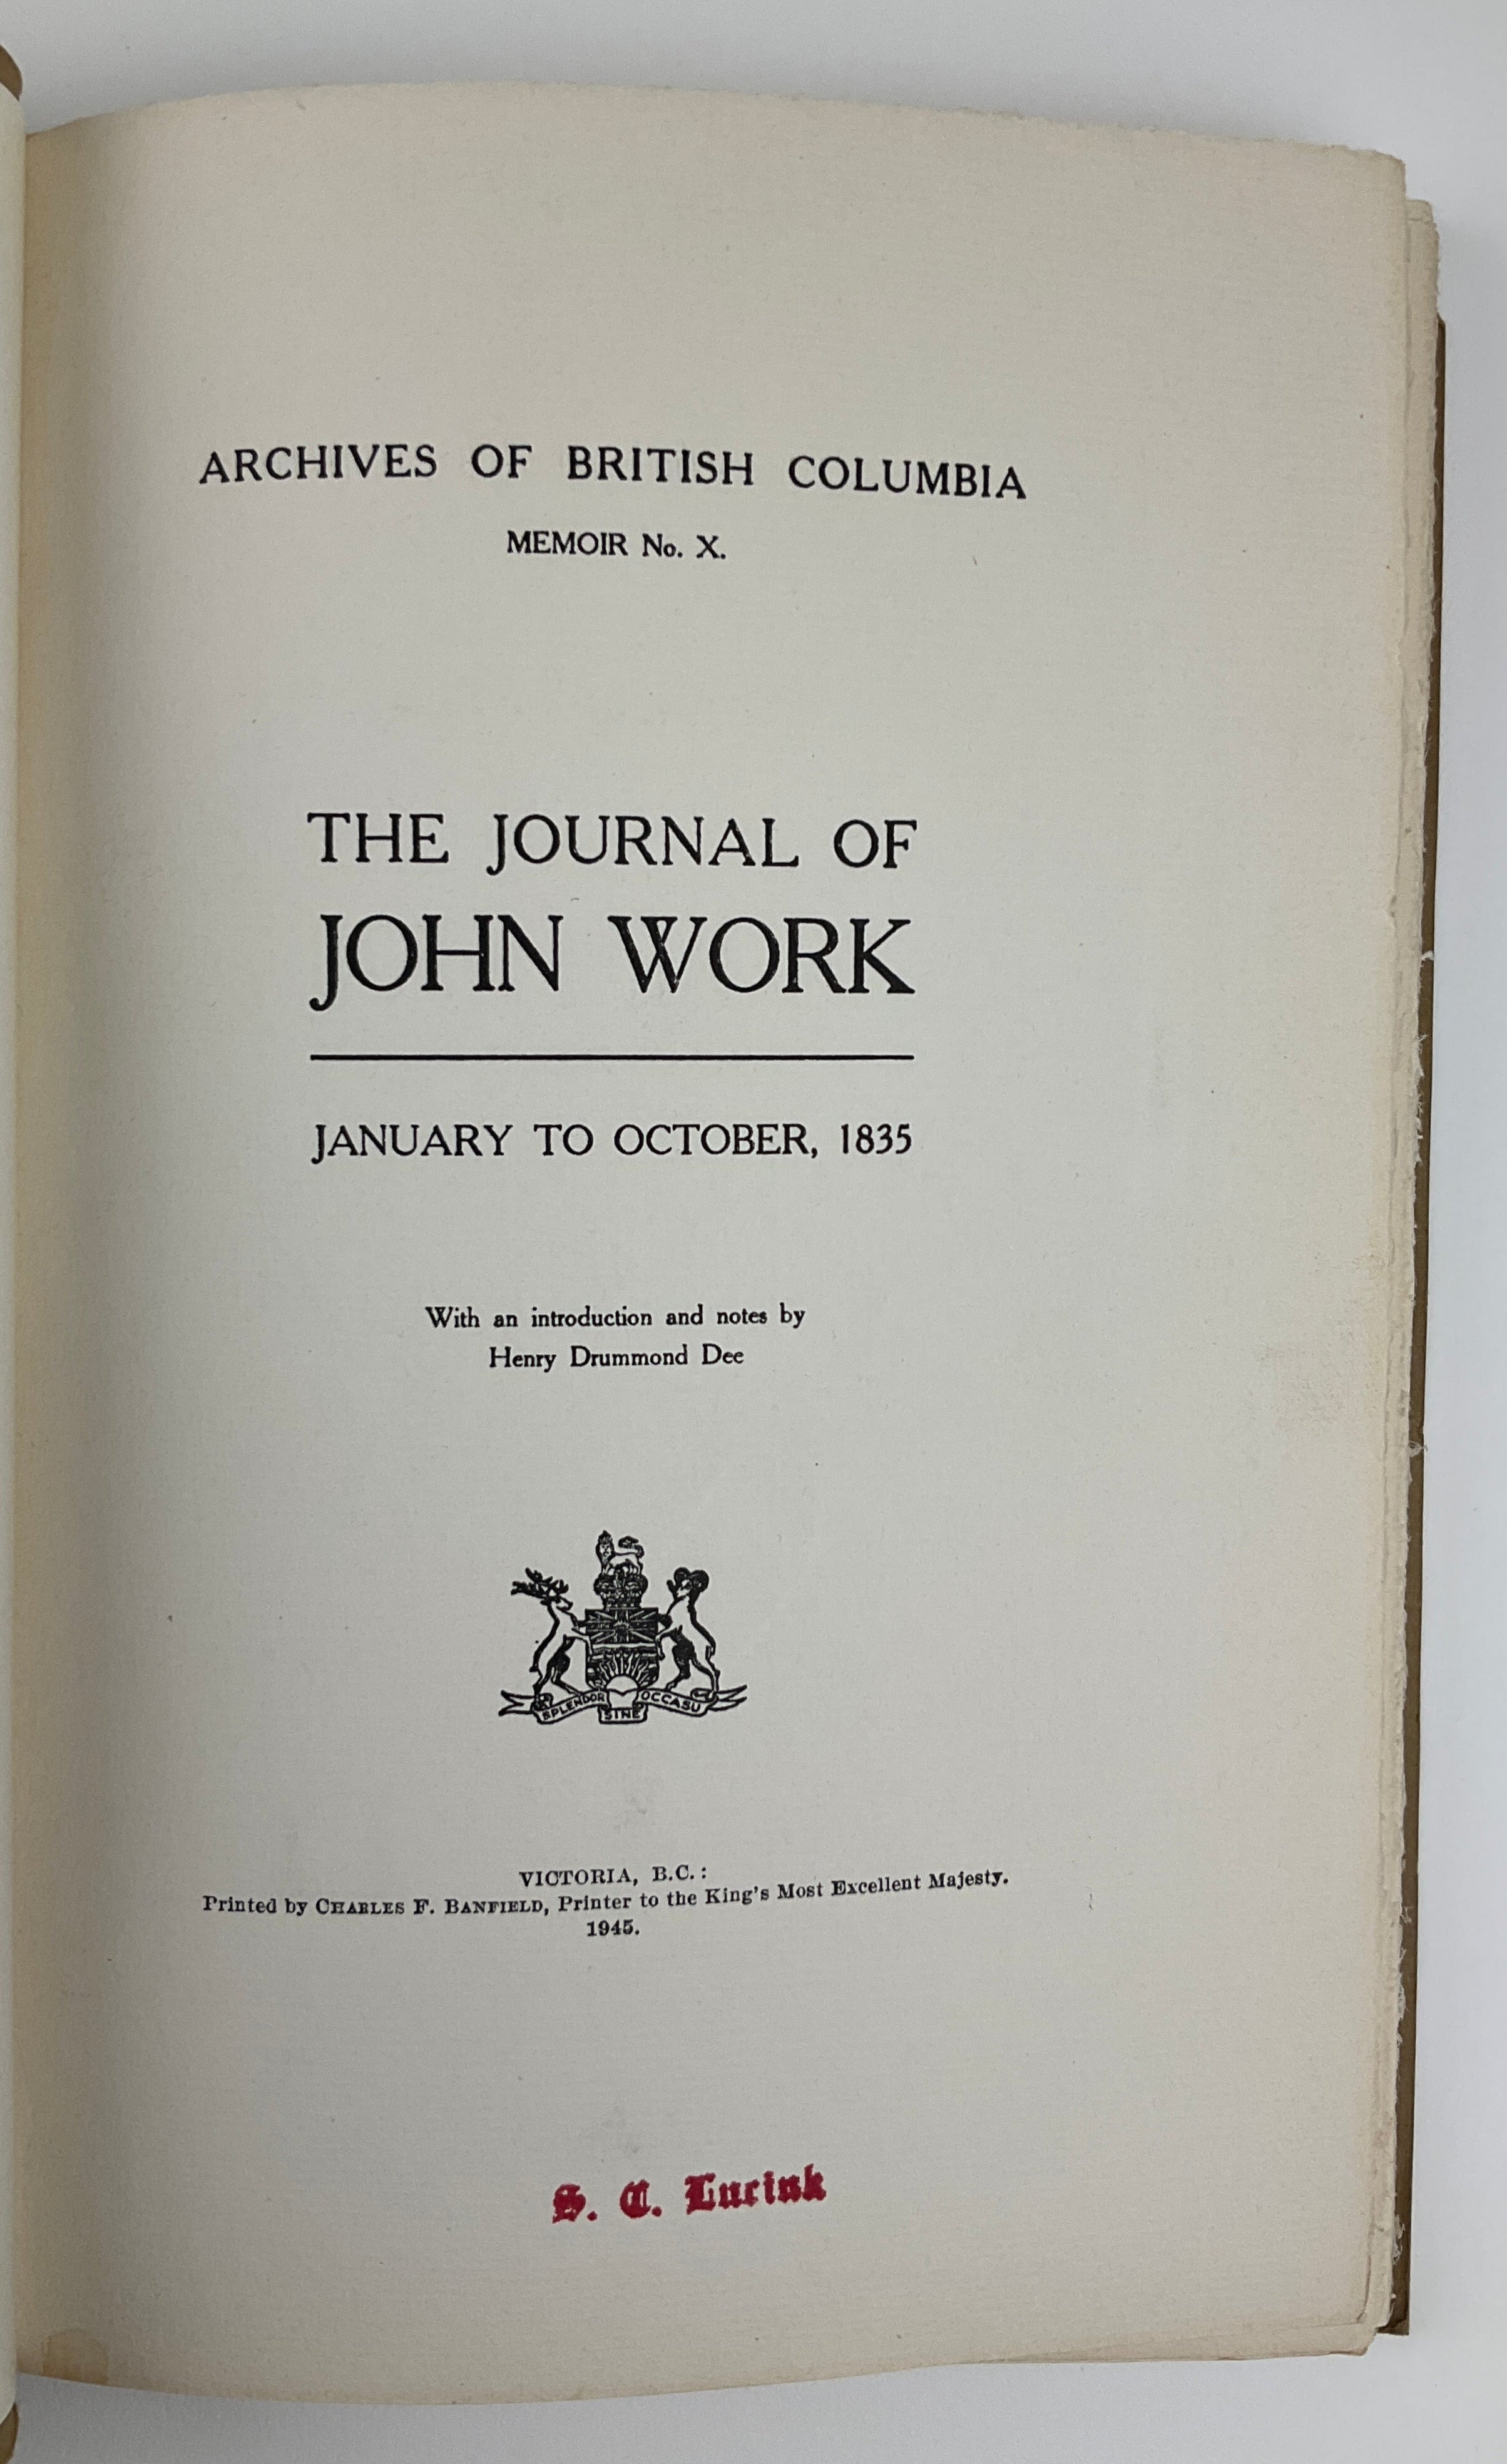 ARCHIVES OF BRITISH COLUMBIA
MEMOIR No. X.
THE JOURNAL OF
JOHN WORK
JANUARY TO OCTOBER, 1835
With an introduction and notes by
Henry Drummond Dee
SPLENDOR SINE OCCASU
VICTORIA, B.C.:
Printed by CHARLES F. BANFIELD, Printer to the King's Most Excellent Majesty.
1945.
S. C. Lucink